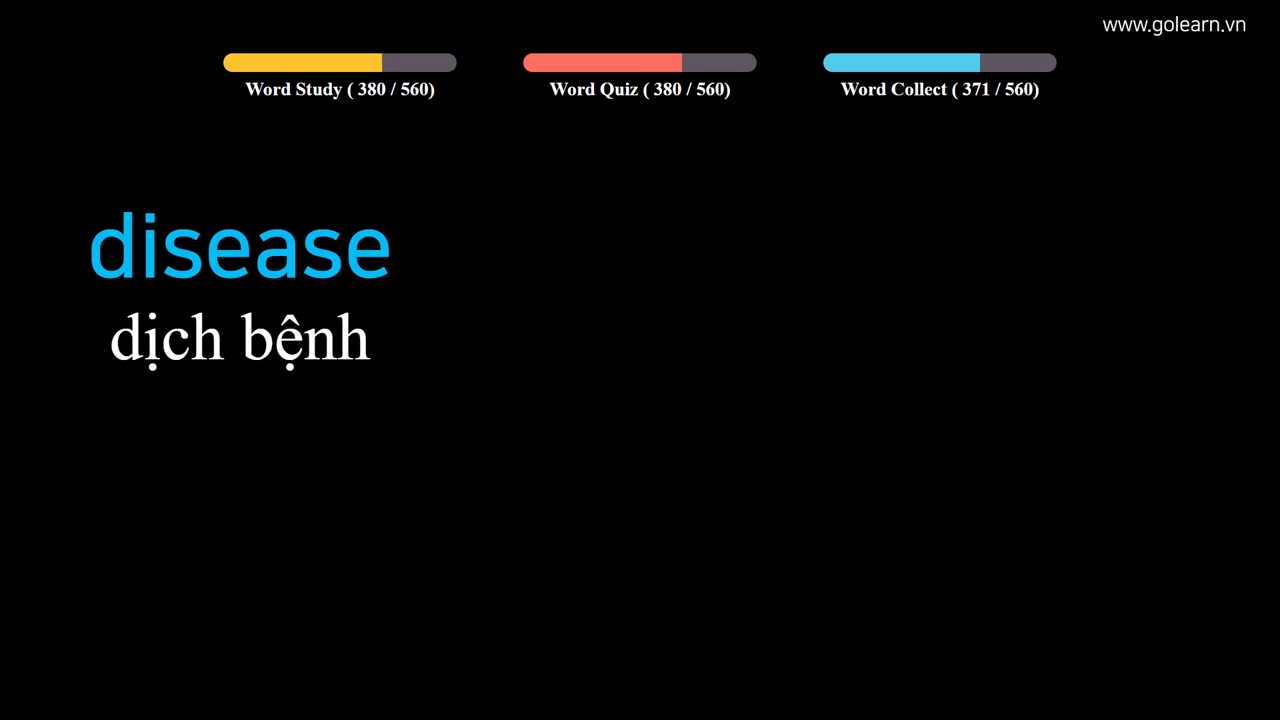 www.golearn.vn
Word Study ( 380 / 560)
Word Quiz ( 380 / 560)
Word Collect ( 371 / 560)
disease
dịch bệnh